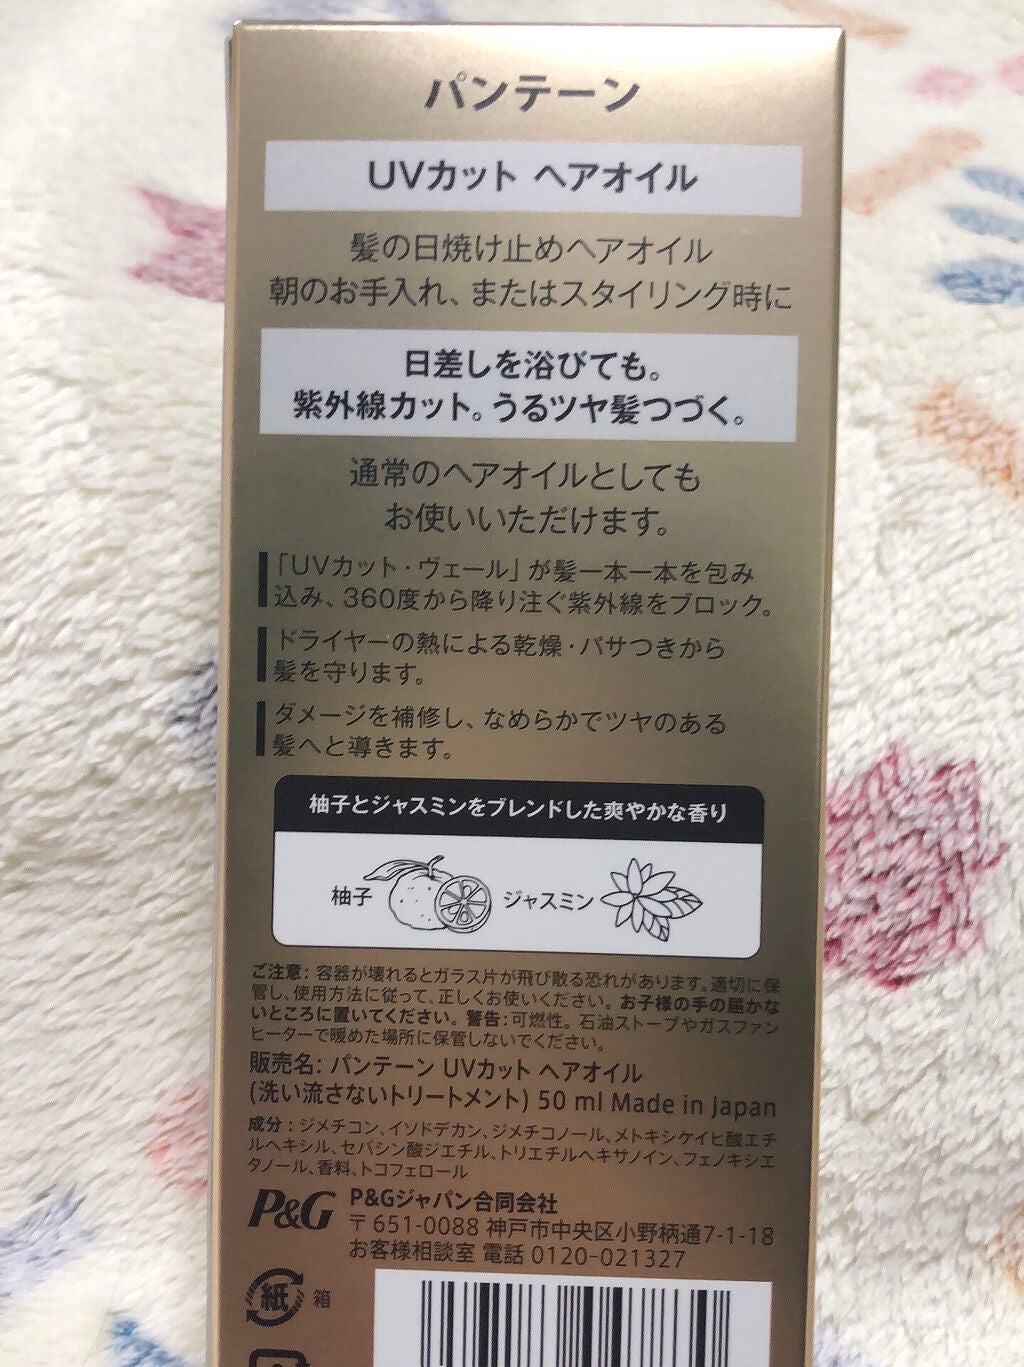 パンテーン
UVカット ヘアオイル
髪の日焼け止めヘアオイル
朝のお手入れ、またはスタイリング時に
日差しを浴びても。
紫外線カット。うるツヤ髪つづく。
通常のヘアオイルとしても
お使いいただけます。
「UVカット・ヴェール」が髪一本一本を包み
込み、360度から降り注ぐ紫外線をブロック。
ドライヤーの熱による乾燥・パサつきから
髪を守ります。
ダメージを補修し、なめらかでツヤのある
髪へと導きます。
柚子とジャスミンをブレンドした爽やかな香り
柚子 ジャスミン
ご注意: 容器が壊れるとガラス片が飛び散る恐れがあります。適切に保
管し、使用方法に従って、正しくお使いください。お子様の手の届かな
いところに置いてください。警告:可燃性。石油ストーブやガスファン
ヒーターで暖めた場所に保管しないでください。
販売名: パンテーン UVカット ヘアオイル
(洗い流さないトリートメント) 50 ml Made in Japan
成分：ジメチコン、イソドデカン、ジメチコノール、メトキシケイヒ酸エチ
ルヘキシル、セバシン酸ジエチル、トリエチルヘキサノイン、フェノキシエ
タノール、香料、トコフェロール
P&G P&Gジャパン合同会社
〒651-0088 神戸市中央区小野柄通7-1-18
お客様相談室 電話 0120-021327
紙 箱